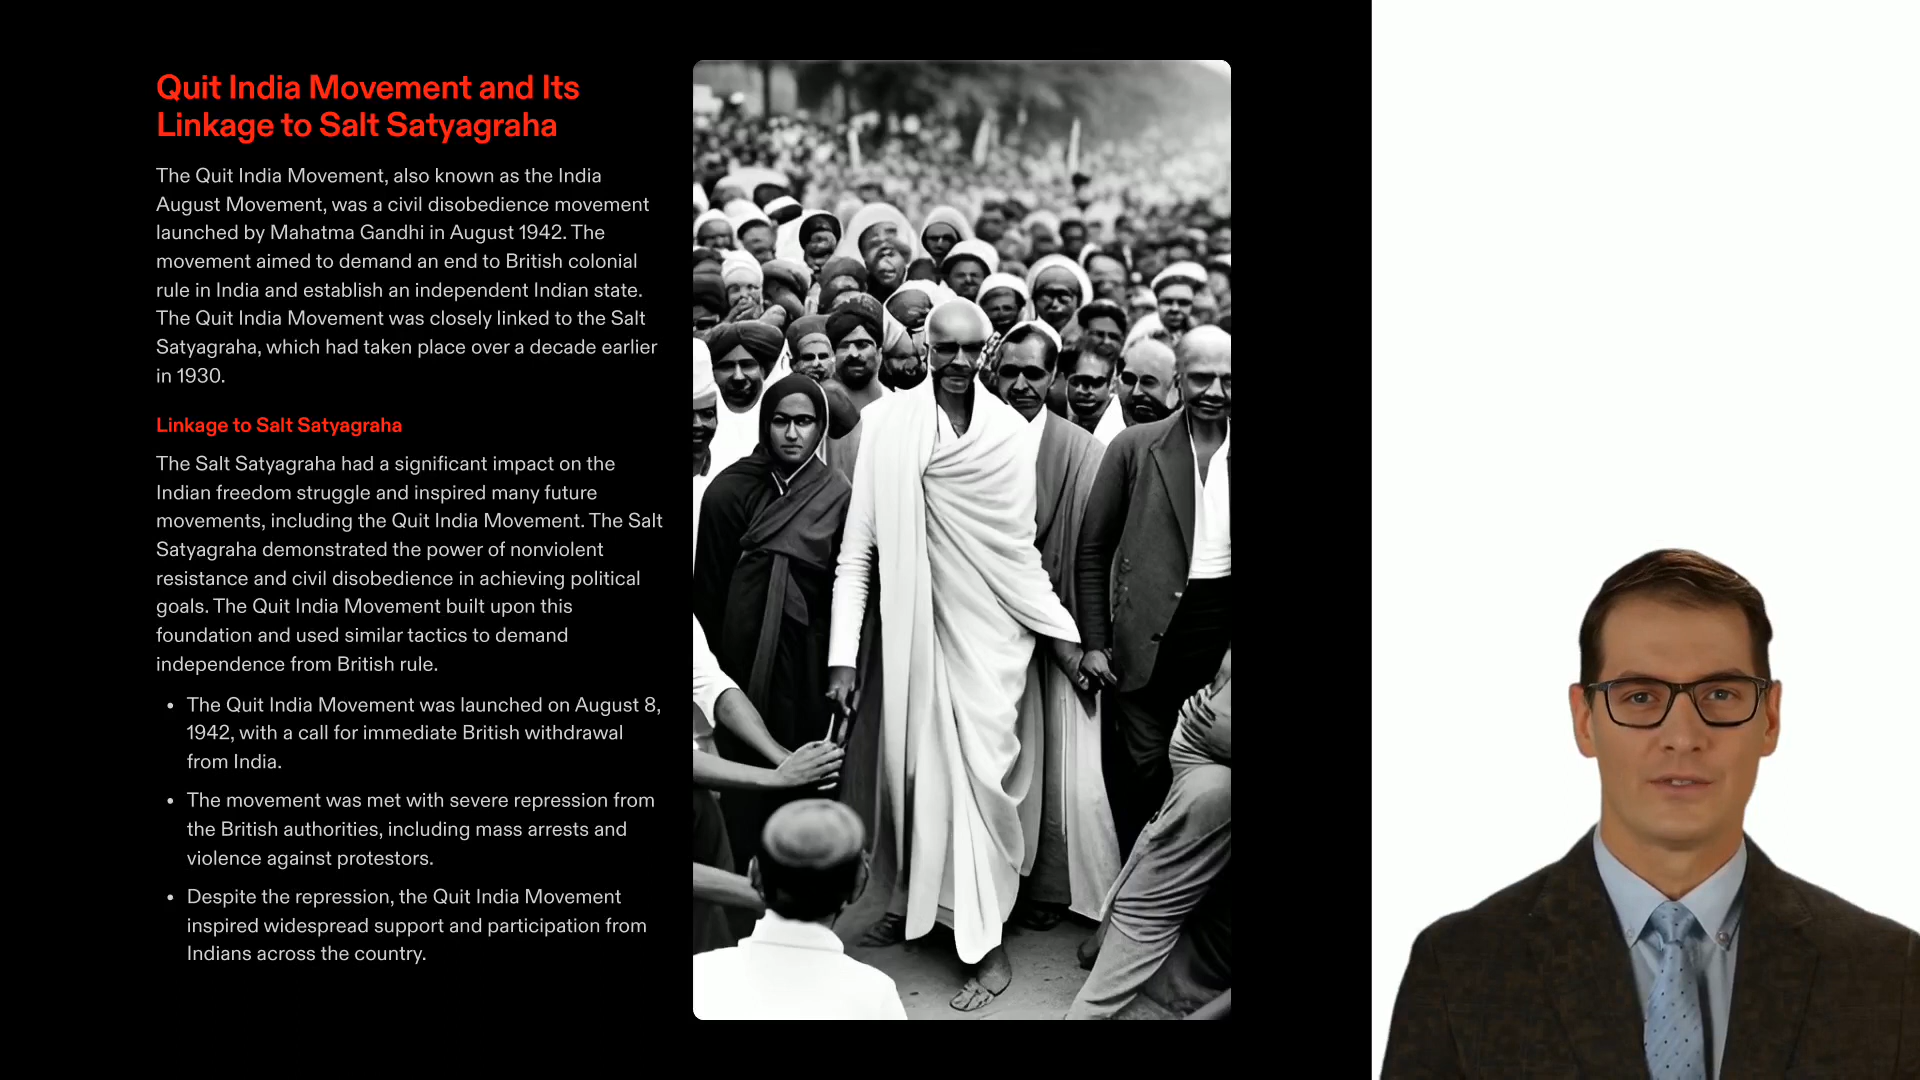 Quit India Movement and Its
Linkage to Salt Satyagraha
The Quit India Movement, also known as the India
August Movement, was a civil disobedience movement
launched by Mahatma Gandhi in August 1942. The
movement aimed to demand an end to British colonial
rule in India and establish an independent Indian state.
The Quit India Movement was closely linked to the Salt
Satyagraha, which had taken place over a decade earlier
in 1930.
Linkage to Salt Satyagraha
The Salt Satyagraha had a significant impact on the
Indian freedom struggle and inspired many future
movements, including the Quit India Movement. The Salt
Satyagraha demonstrated the power of nonviolent
resistance and civil disobedience in achieving political
goals. The Quit India Movement built upon this
foundation and used similar tactics to demand
independence from British rule.
• The Quit India Movement was launched on August 8,
1942, with a call for immediate British withdrawal
from India.
• The movement was met with severe repression from
the British authorities, including mass arrests and
violence against protestors.
• Despite the repression, the Quit India Movement
inspired widespread support and participation from
Indians across the country.